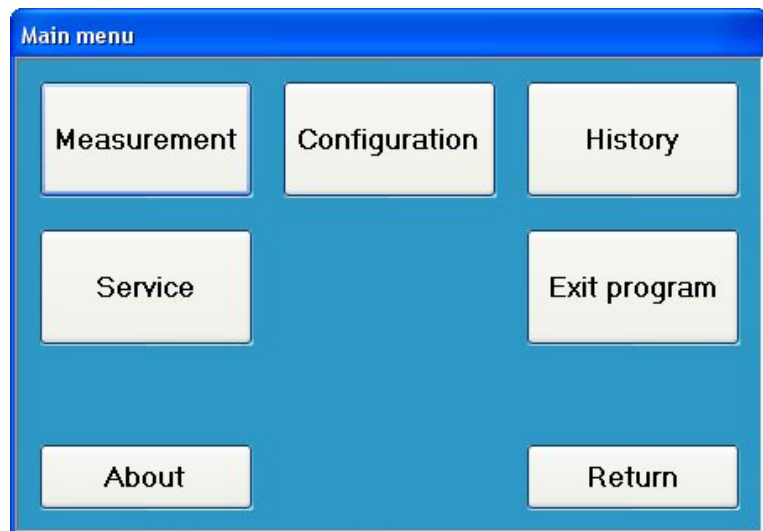 Main menu
Measurement
Configuration
History
Service
Exit program
About
Return